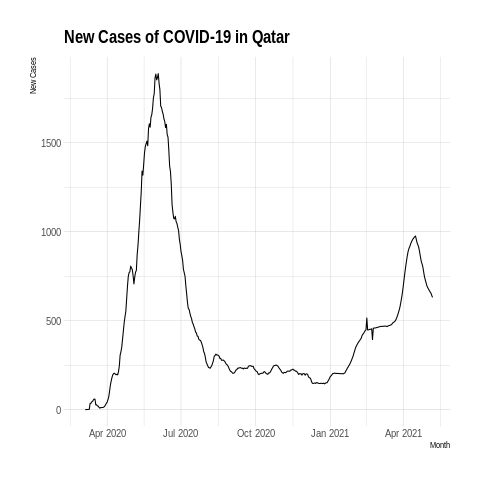 New Cases of COVID-19 in Qatar
New Cases
1500
1000
500
0
Apr 2020 Jul 2020 Oct 2020 Jan 2021 Apr 2021
Month